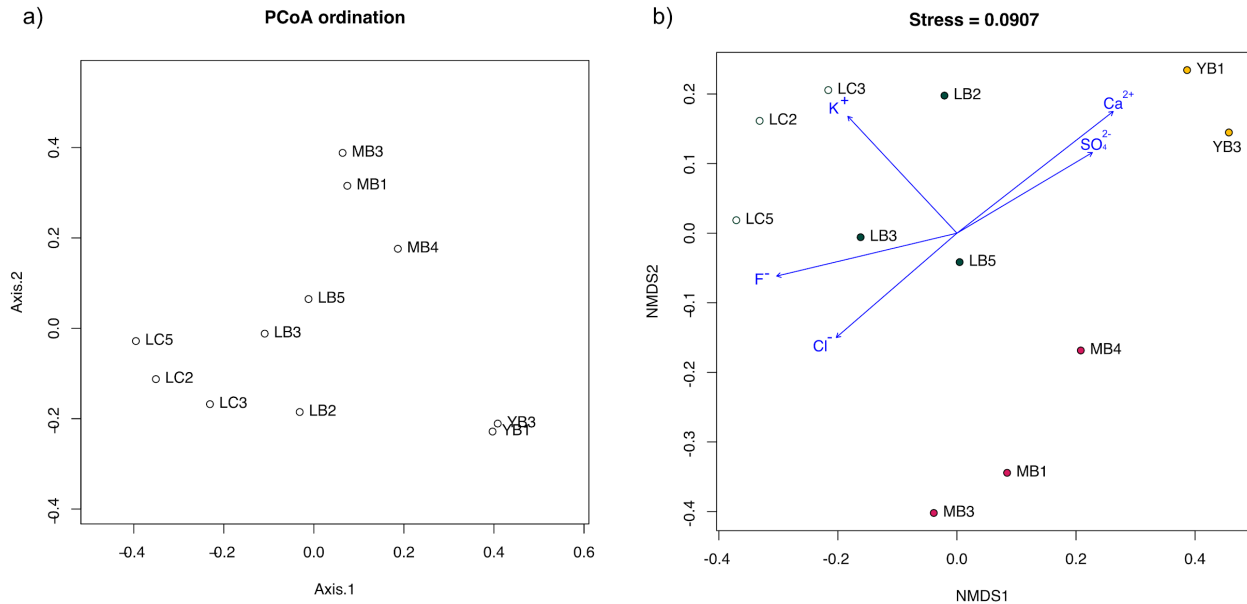 a)
PCoA ordination
Axis.2
0.4
0.2
0.0
-0.2
-0.4
MB3
MB1
MB4
LB5
LB3
LC5
LC2
LC3
LB2
YB3
YB1
-0.4
-0.2
0.0
0.2
0.4
0.6
Axis.1
b)
Stress = 0.0907
NMDS2
0.2
0.1
0.0
-0.1
-0.2
-0.3
-0.4
YB1
LC3
LB2
K⁺
Ca²⁺
LC2
SO₄²⁻
YB3
LC5
LB3
LB5
F⁻
Cl⁻
MB4
MB1
MB3
-0.4
-0.2
0.0
0.2
0.4
NMDS1